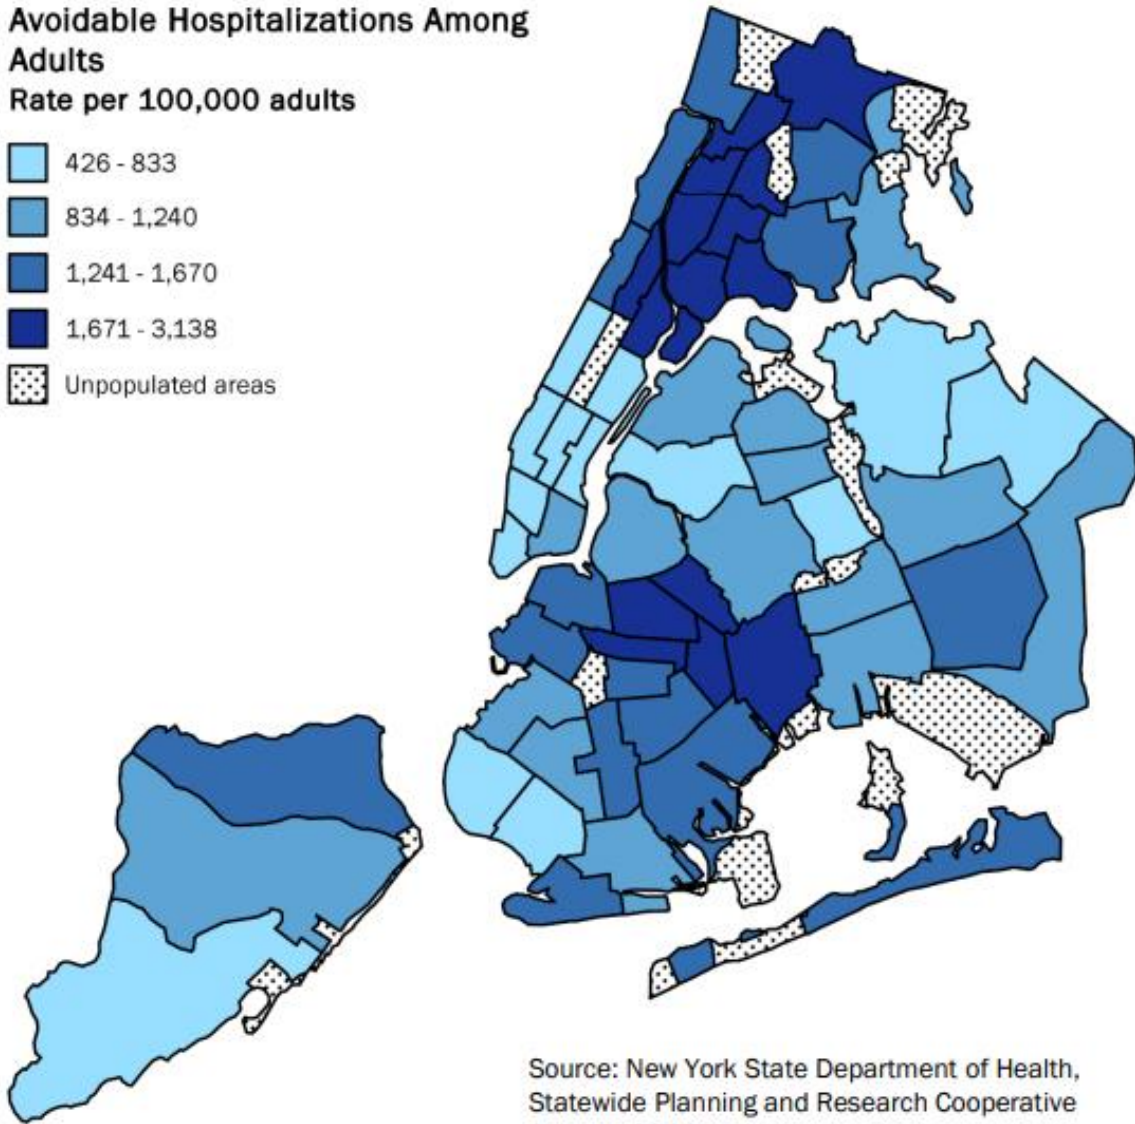 Avoidable Hospitalizations Among
Adults
Rate per 100,000 adults
426 - 833
834 - 1,240
1,241 - 1,670
1,671 - 3,138
Unpopulated areas
Source: New York State Department of Health,
Statewide Planning and Research Cooperative